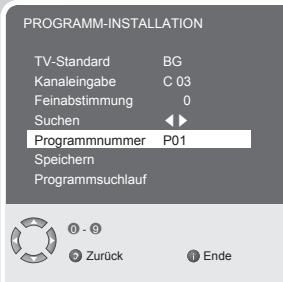 PROGRAMM-INSTALLATION
TV-Standard BG
Kanaleingabe C 03
Feinabstimmung 0
Suchen
Programmnummer P01
Speichern
Programmsuchlauf
0 - 9
Zurück Ende